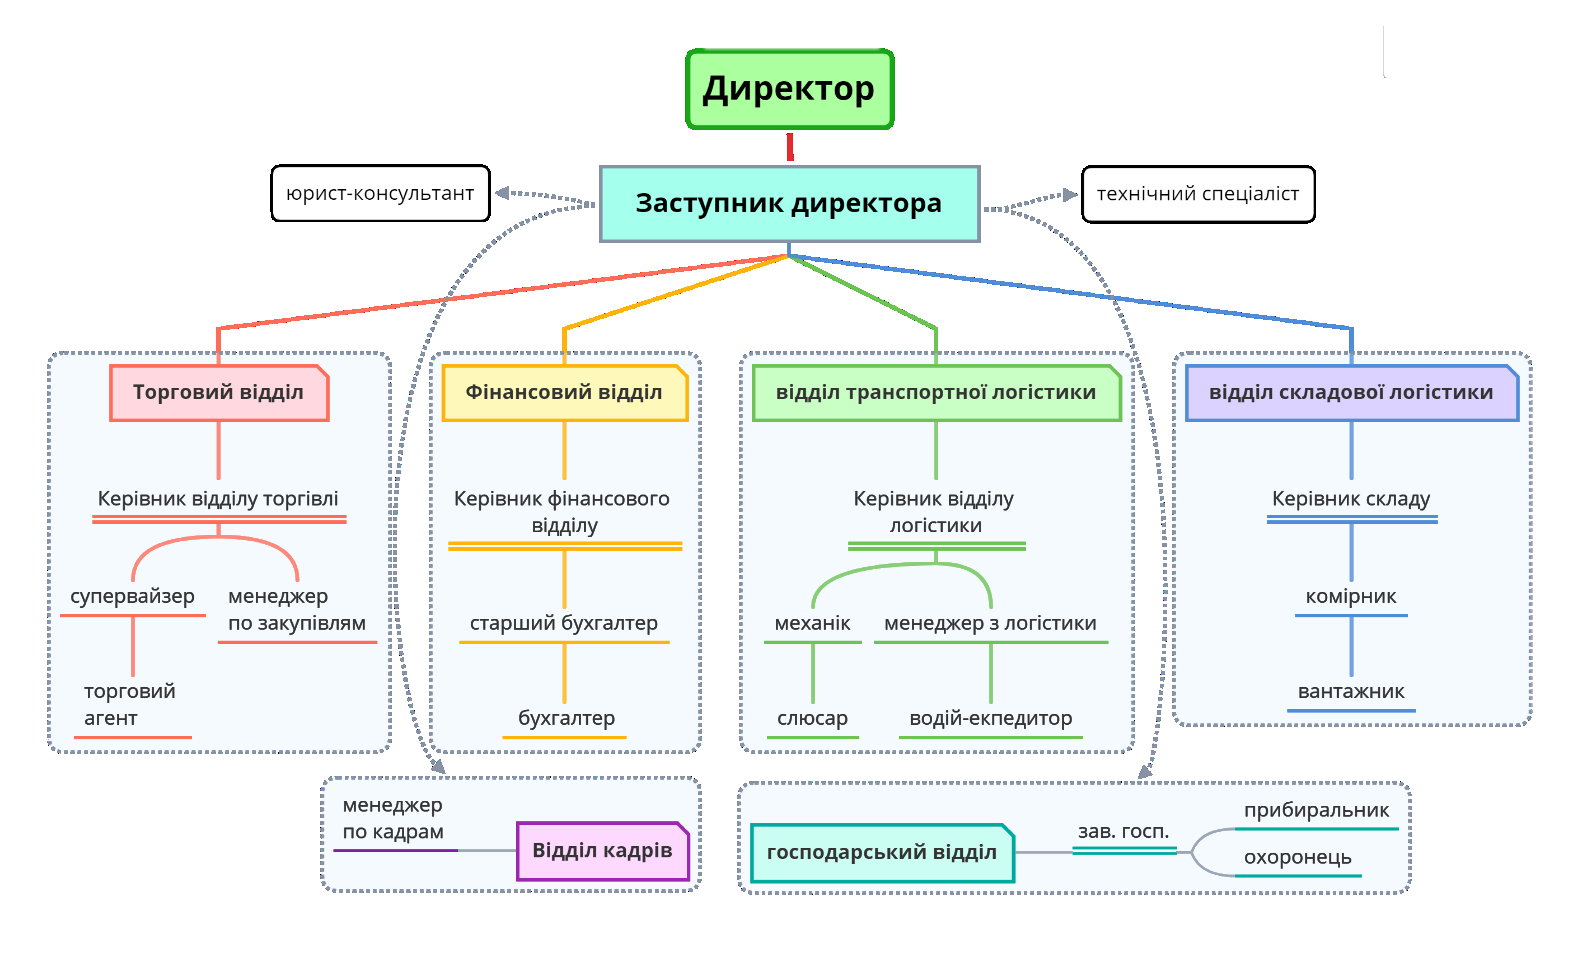 Директор
юрист-консультант
Заступник директора
технічний спеціаліст
Торговий відділ
Фінансовий відділ
відділ транспортної логістики
відділ складової логістики
Керівник відділу торгівлі
Керівник фінансового
відділу
Керівник відділу
логістики
Керівник складу
супервайзер
менеджер
по закупівлям
старший бухгалтер
механік
менеджер з логістики
комірник
торговий
агент
бухгалтер
слюсар
водій-екпедитор
вантажник
менеджер
по кадрам
Відділ кадрів
господарський відділ
зав. госп.
прибиральник
охоронець